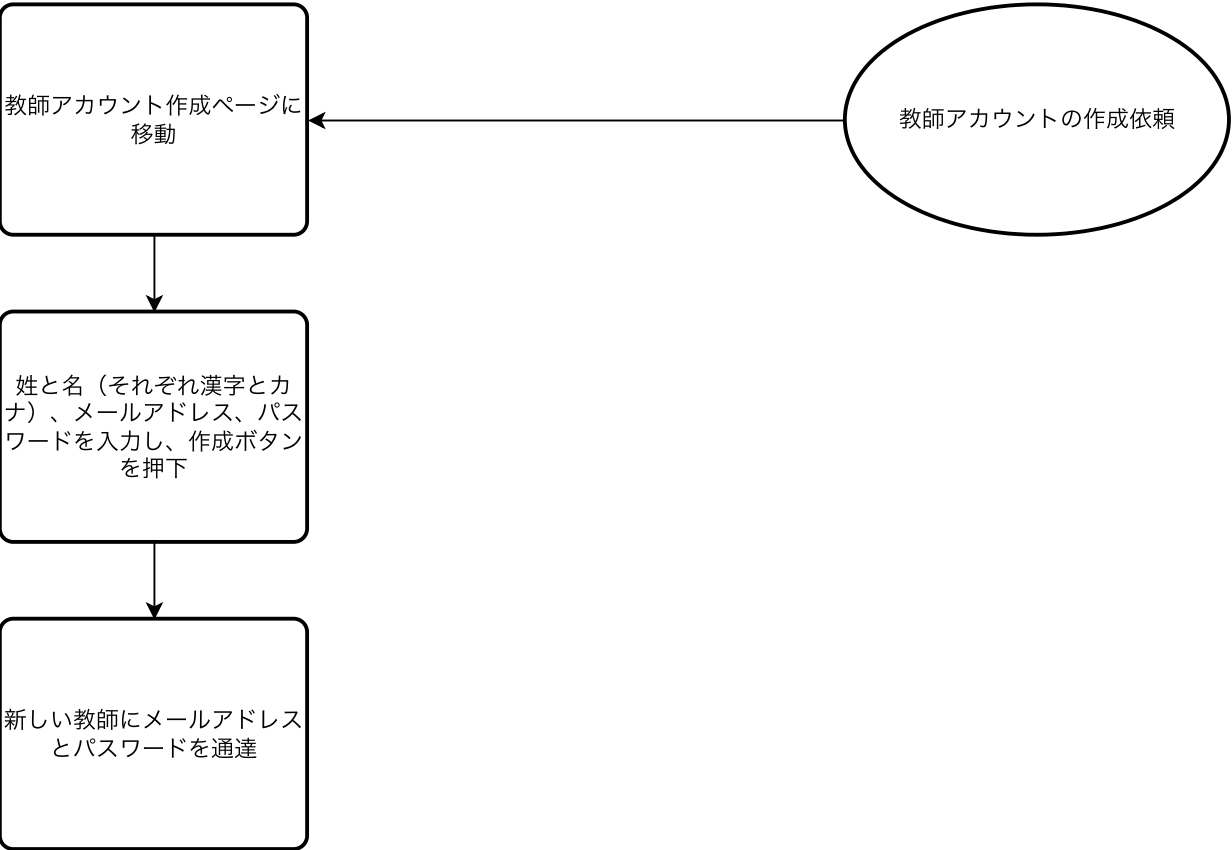 教師アカウント作成ページに
移動
教師アカウントの作成依頼
姓と名（それぞれ漢字とカ
ナ）、メールアドレス、パス
ワードを入力し、作成ボタン
を押下
新しい教師にメールアドレス
とパスワードを通達